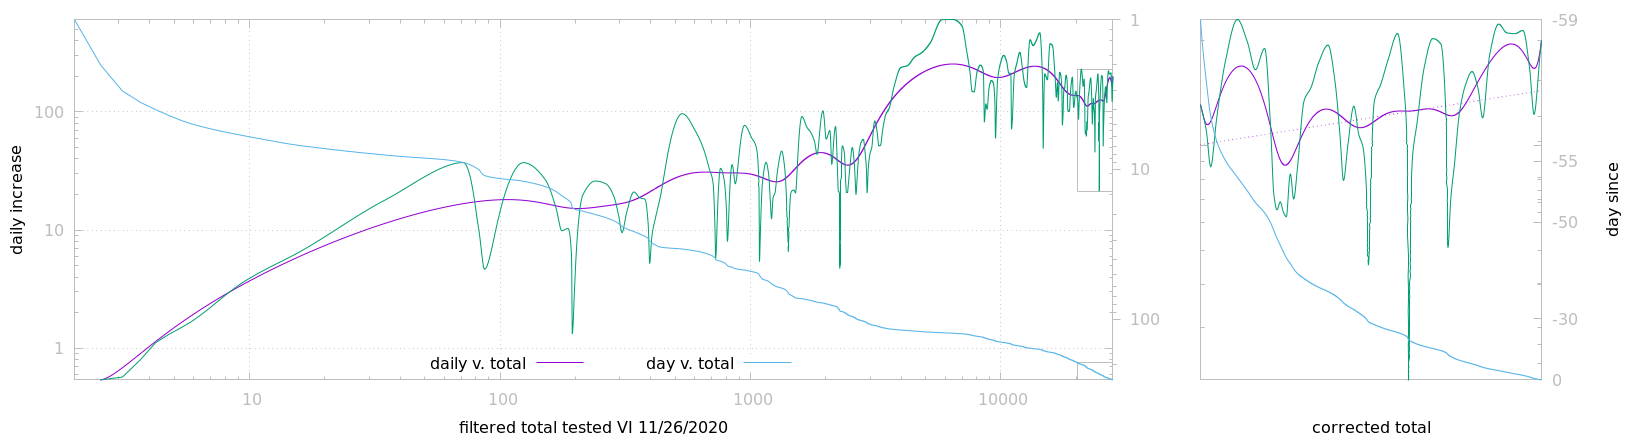 daily increase
100
10
1
10
100
1000
10000
1
10
100
daily v. total
day v. total
filtered total tested VI 11/26/2020
-59
-55
-50
-30
0
day since
corrected total